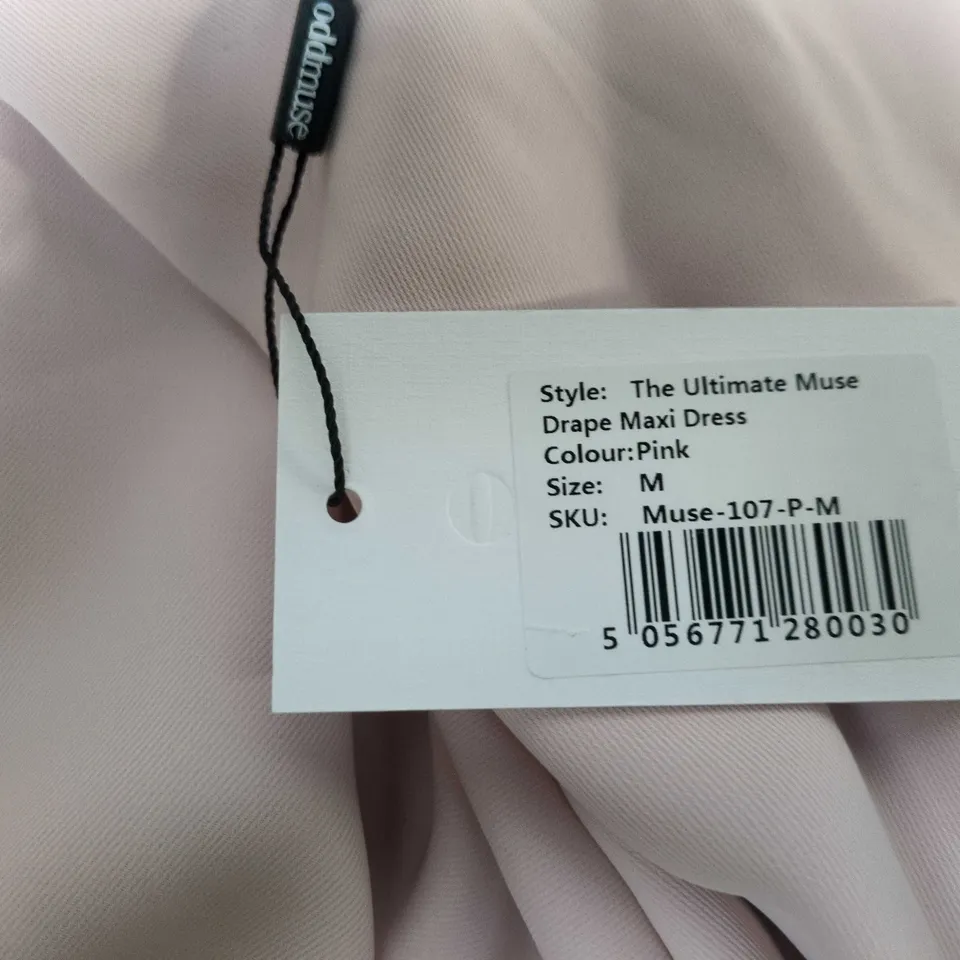 oddmuse
Style: The Ultimate Muse
Drape Maxi Dress
Colour:Pink
Size: M
SKU: Muse-107-P-M
5 056771 280030